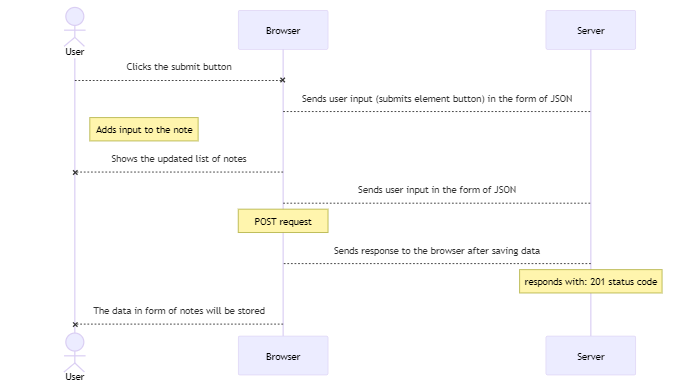 Browser
Server
User
Clicks the submit button
Sends user input (submits element button) in the form of JSON
Adds input to the note
Shows the updated list of notes
Sends user input in the form of JSON
POST request
Sends response to the browser after saving data
responds with: 201 status code
The data in form of notes will be stored
Browser
Server
User